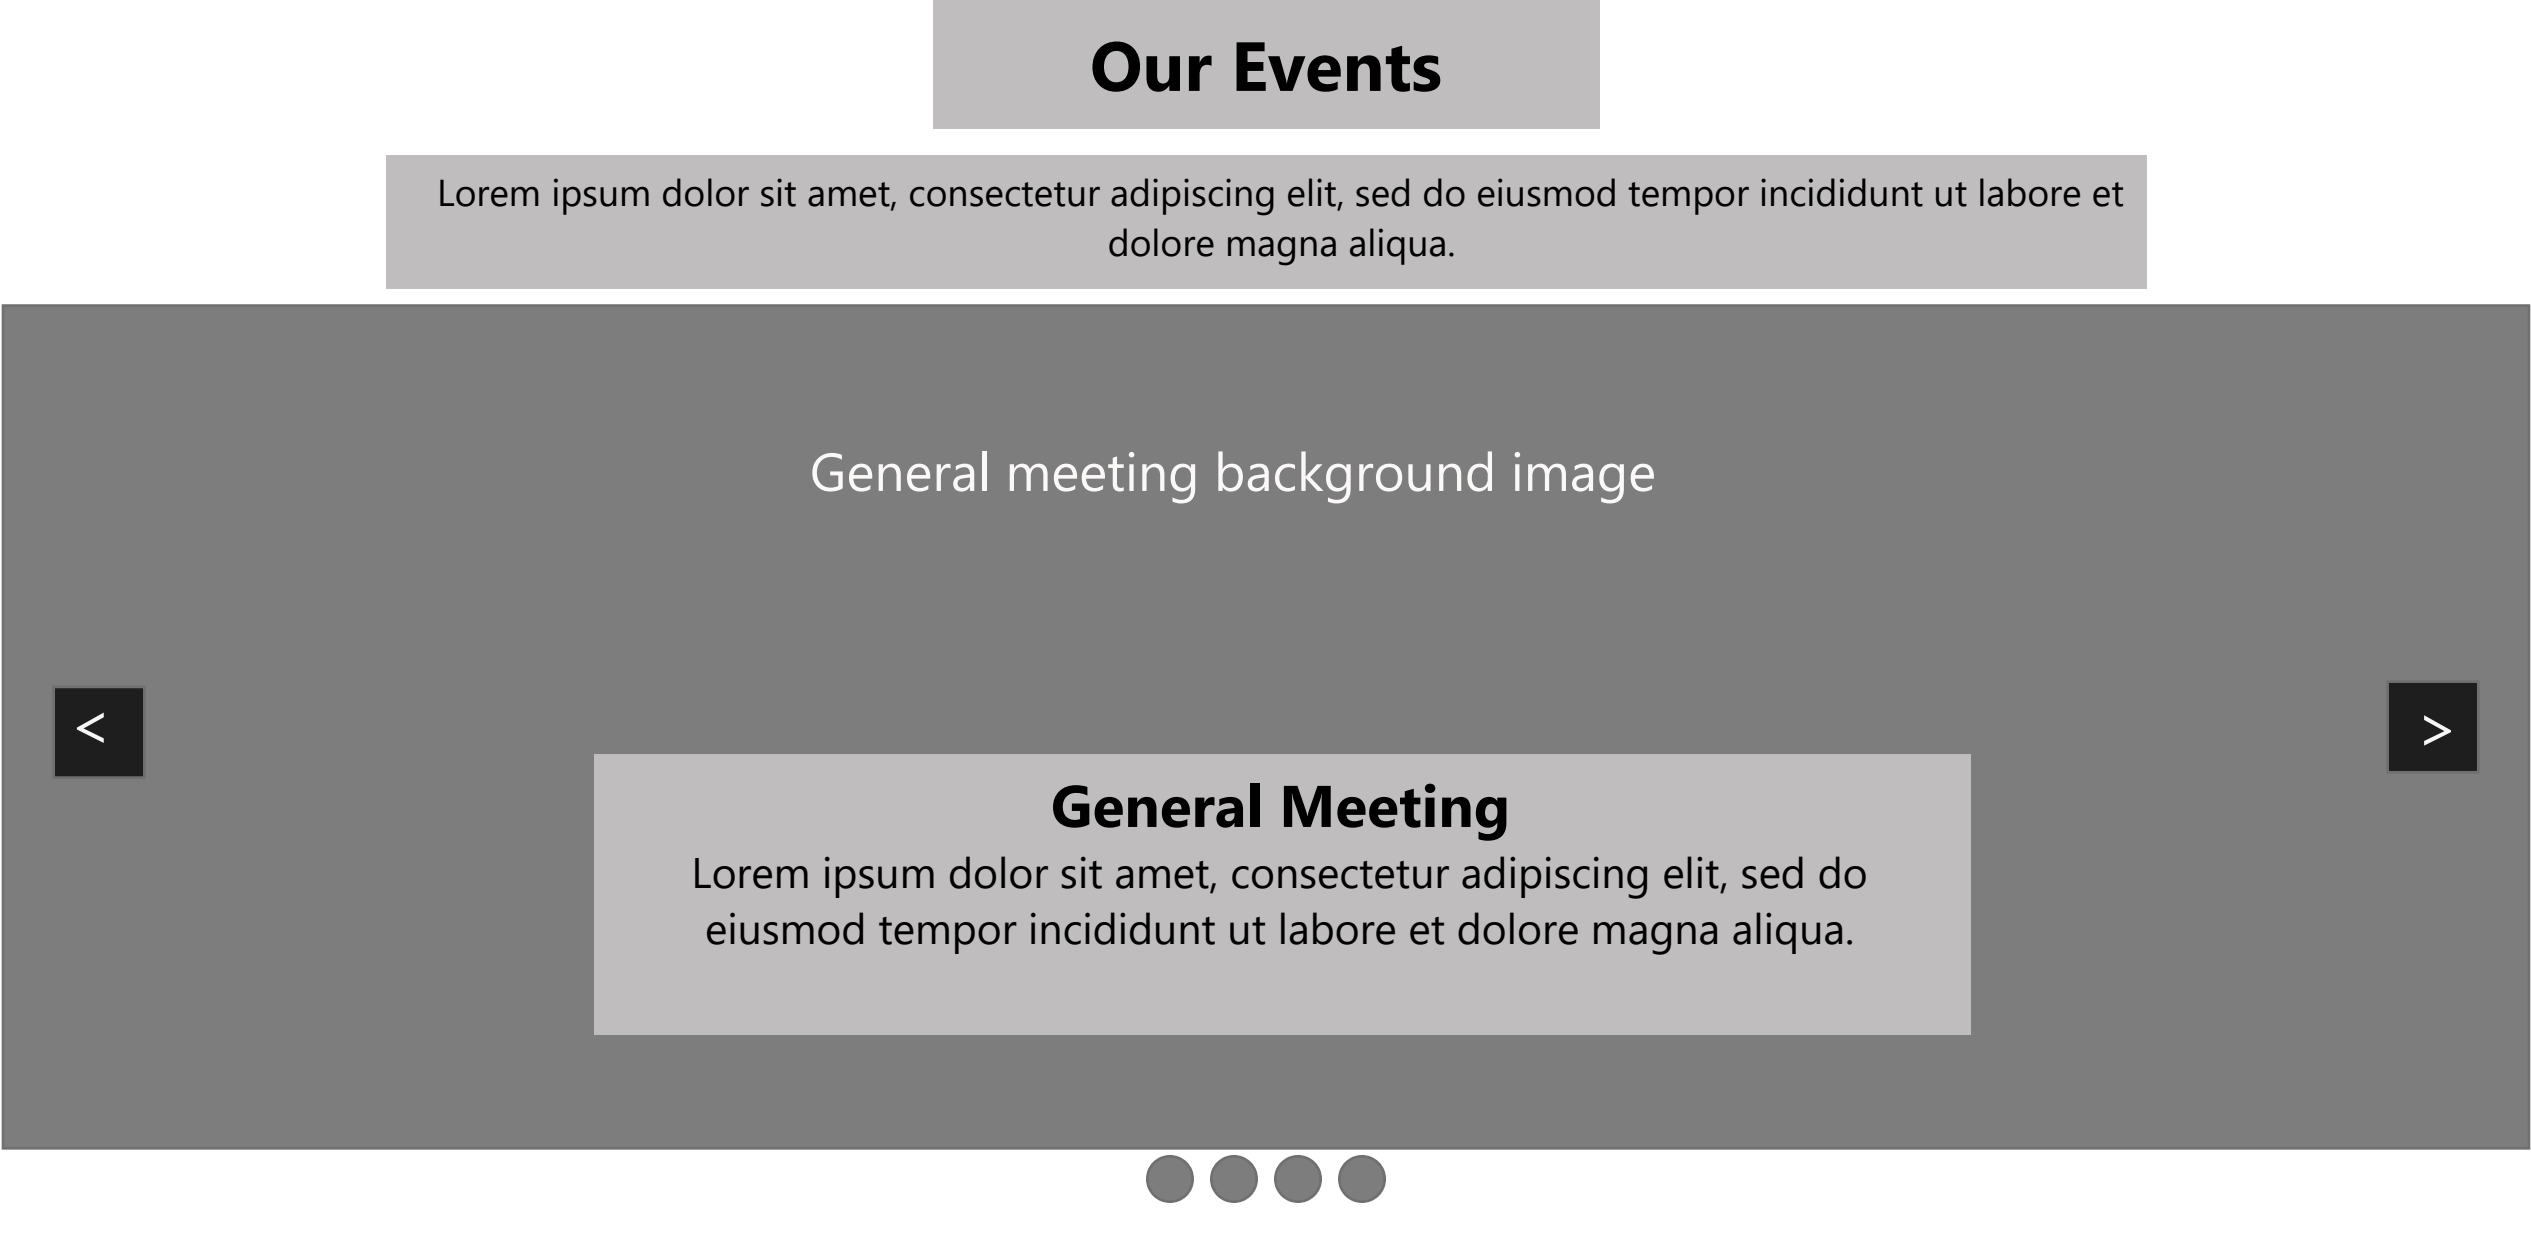 Our Events
Lorem ipsum dolor sit amet, consectetur adipiscing elit, sed do eiusmod tempor incididunt ut labore et
dolore magna aliqua.
General meeting background image
<
>
General Meeting
Lorem ipsum dolor sit amet, consectetur adipiscing elit, sed do
eiusmod tempor incididunt ut labore et dolore magna aliqua.